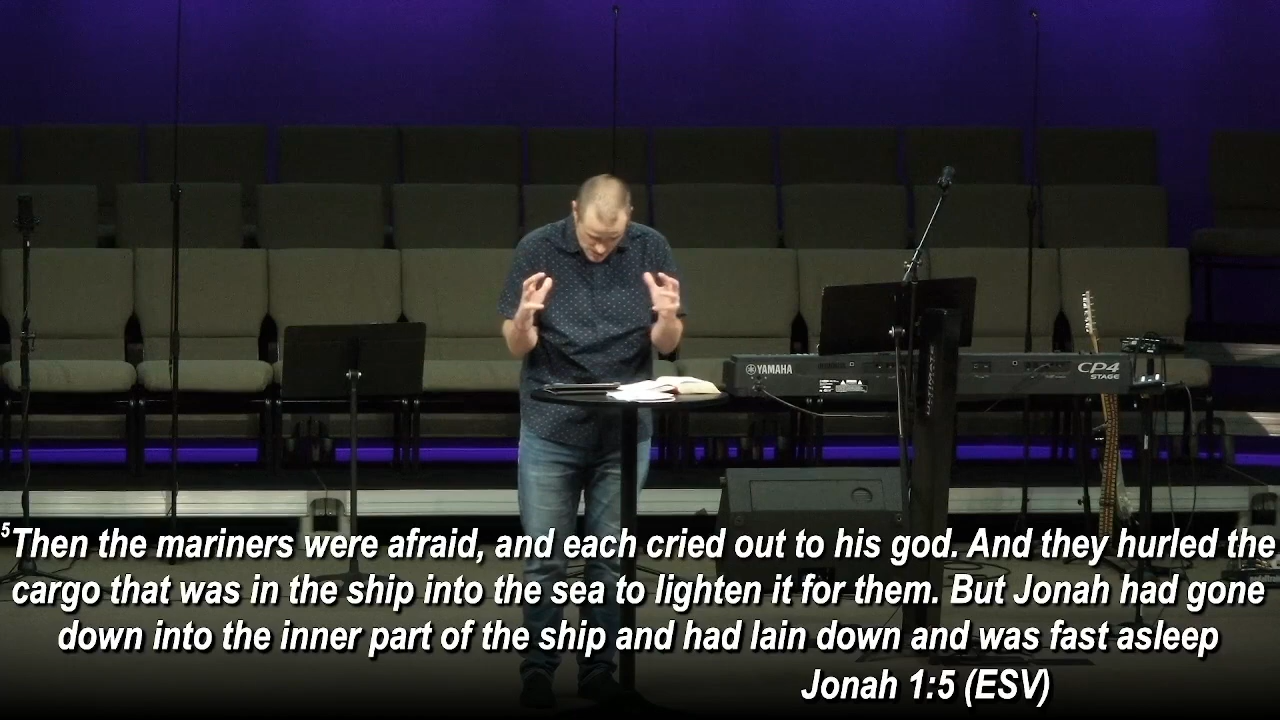 YAMAHA
CP4
STAGE
⁵Then the mariners were afraid, and each cried out to his god. And they hurled the
cargo that was in the ship into the sea to lighten it for them. But Jonah had gone
down into the inner part of the ship and had lain down and was fast asleep
Jonah 1:5 (ESV)